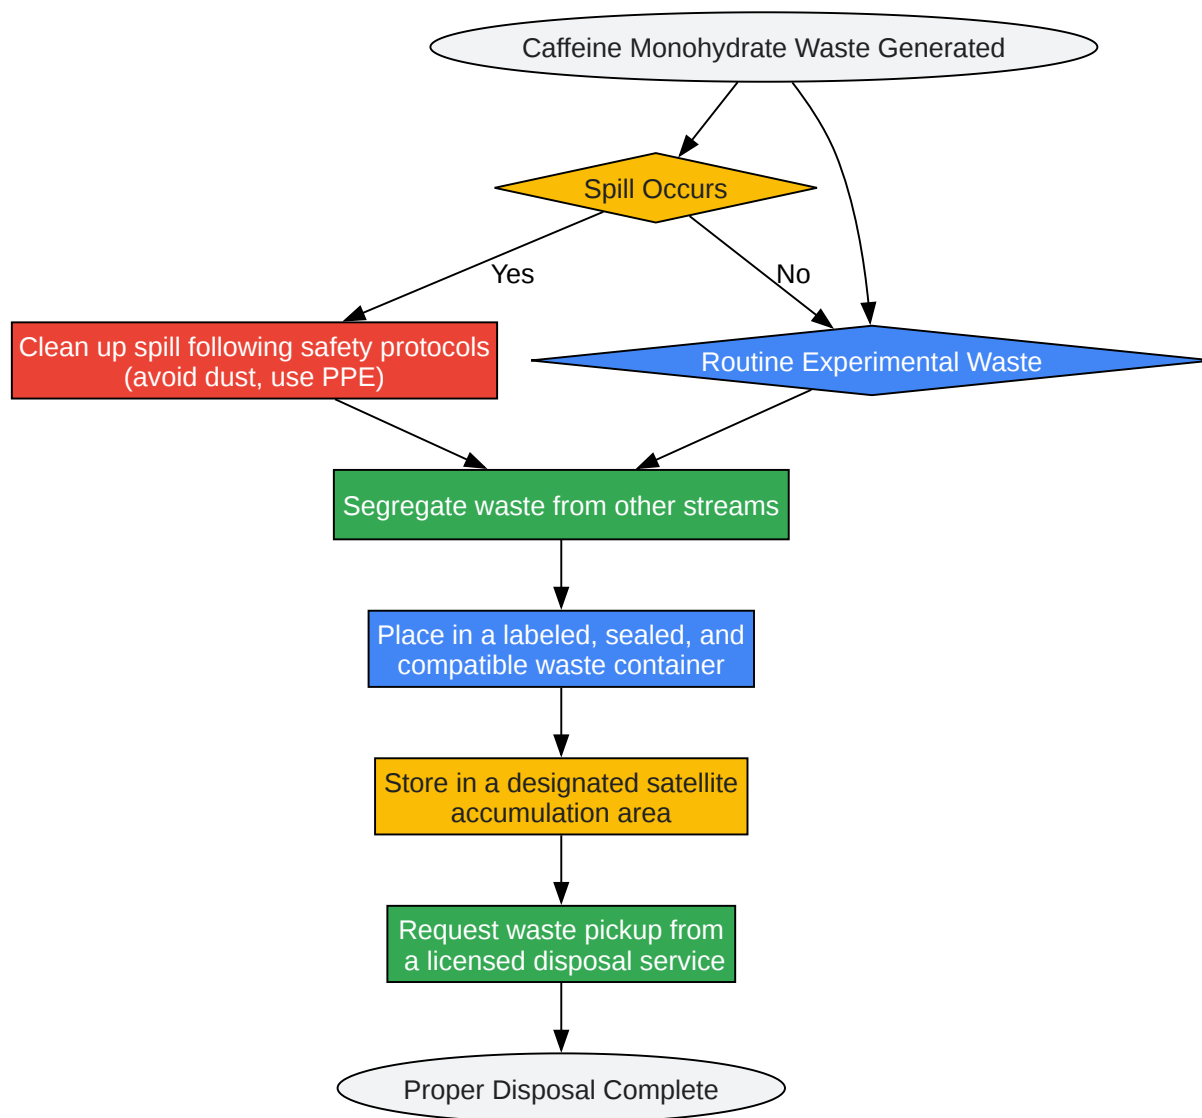 Caffeine Monohydrate Waste Generated
Spill Occurs
Yes
No
Clean up spill following safety protocols
(avoid dust, use PPE)
Routine Experimental Waste
Segregate waste from other streams
Place in a labeled, sealed, and
compatible waste container
Store in a designated satellite
accumulation area
Request waste pickup from
a licensed disposal service
Proper Disposal Complete